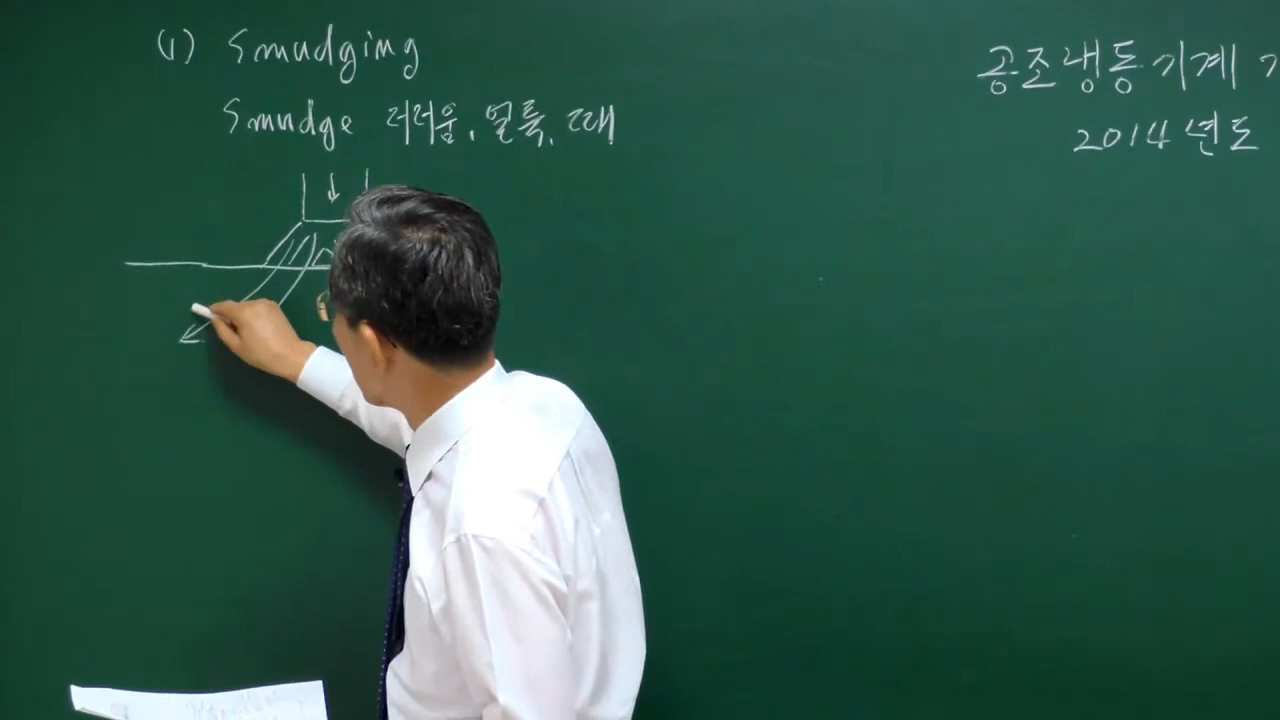 (1) Smudging
Smudge 더러움, 얼룩, 때
공조냉동기계
2014년도